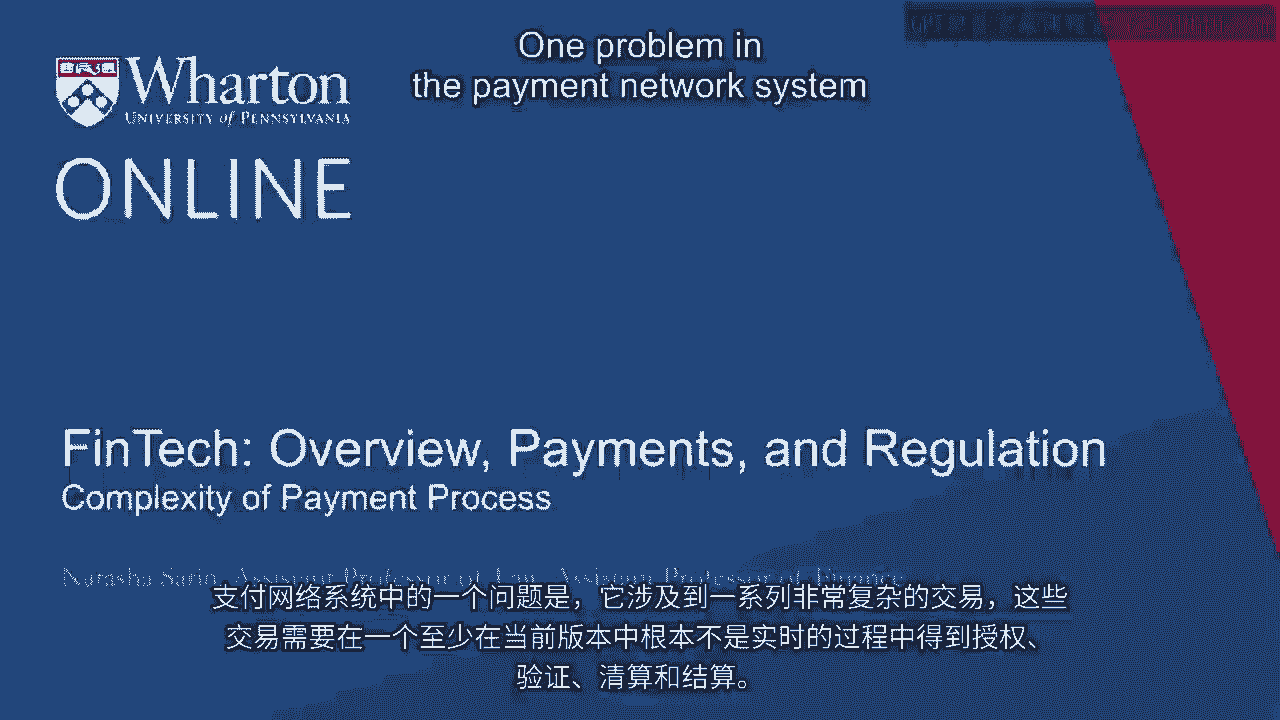 One problem in
the payment network system
Wharton
UNIVERSITY of PENNSYLVANIA
ONLINE
FinTech: Overview, Payments, and Regulation
Complexity of Payment Process
Natasha Sarin, Assistant Professor of Law, Assistant Professor of Finance
支付网络系统中的一个问题是，它涉及到一系列非常复杂的交易，这些
交易需要在一个至少在当前版本中根本不是实时的过程中得到授权、
验证、清算和结算。